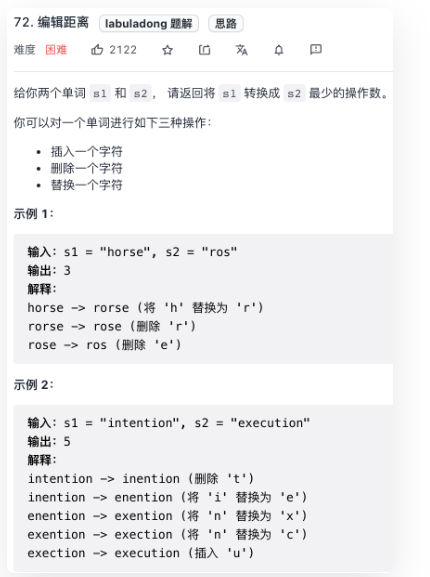 72. 编辑距离 labuladong 题解 思路
难度 困难 2122
给你两个单词 s1 和 s2， 请返回将 s1 转换成 s2 最少的操作数。
你可以对一个单词进行如下三种操作：
• 插入一个字符
• 删除一个字符
• 替换一个字符
示例 1：
输入：s1 = "horse", s2 = "ros"
输出：3
解释：
horse -> rorse (将 'h' 替换为 'r')
rorse -> rose (删除 'r')
rose -> ros (删除 'e')
示例 2：
输入：s1 = "intention", s2 = "execution"
输出：5
解释：
intention -> inention (删除 't')
inention -> enention (将 'i' 替换为 'e')
enention -> exention (将 'n' 替换为 'x')
exention -> exection (将 'n' 替换为 'c')
exection -> execution (插入 'u')